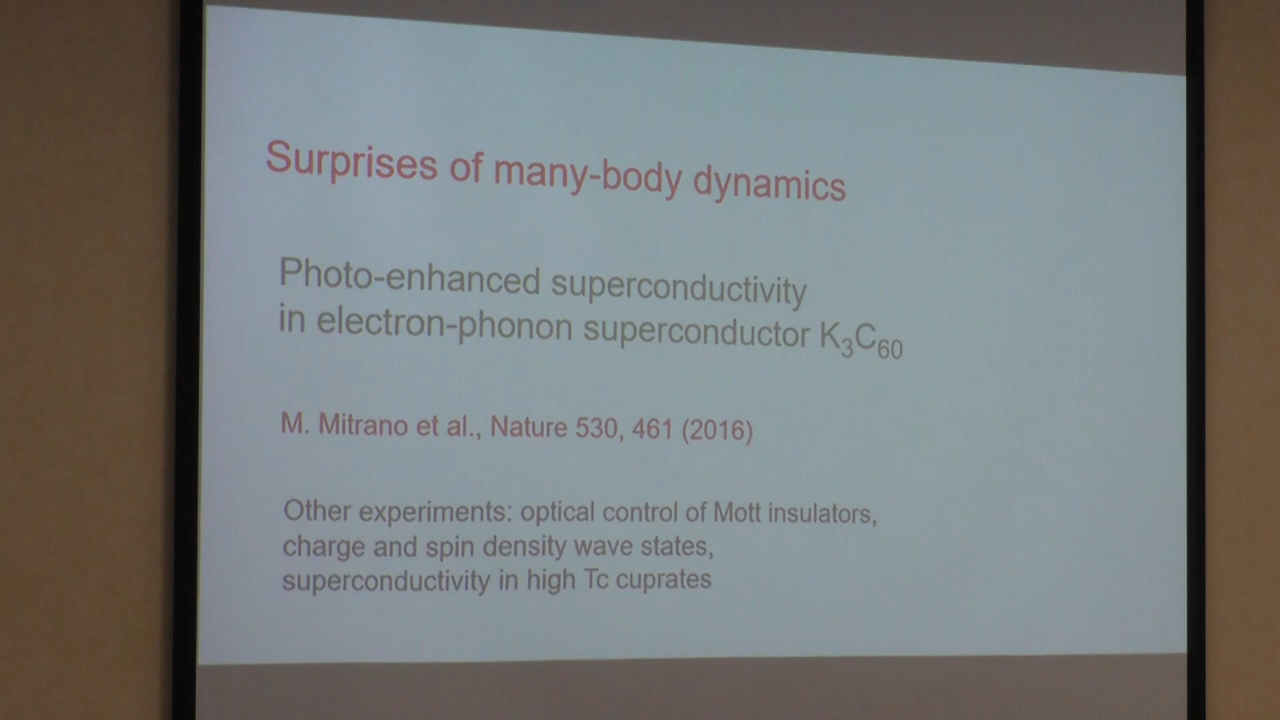 Surprises of many-body dynamics
Photo-enhanced superconductivity
in electron-phonon superconductor K₃C₆₀
M. Mitrano et al., Nature 530, 461 (2016)
Other experiments: optical control of Mott insulators,
charge and spin density wave states,
superconductivity in high Tc cuprates